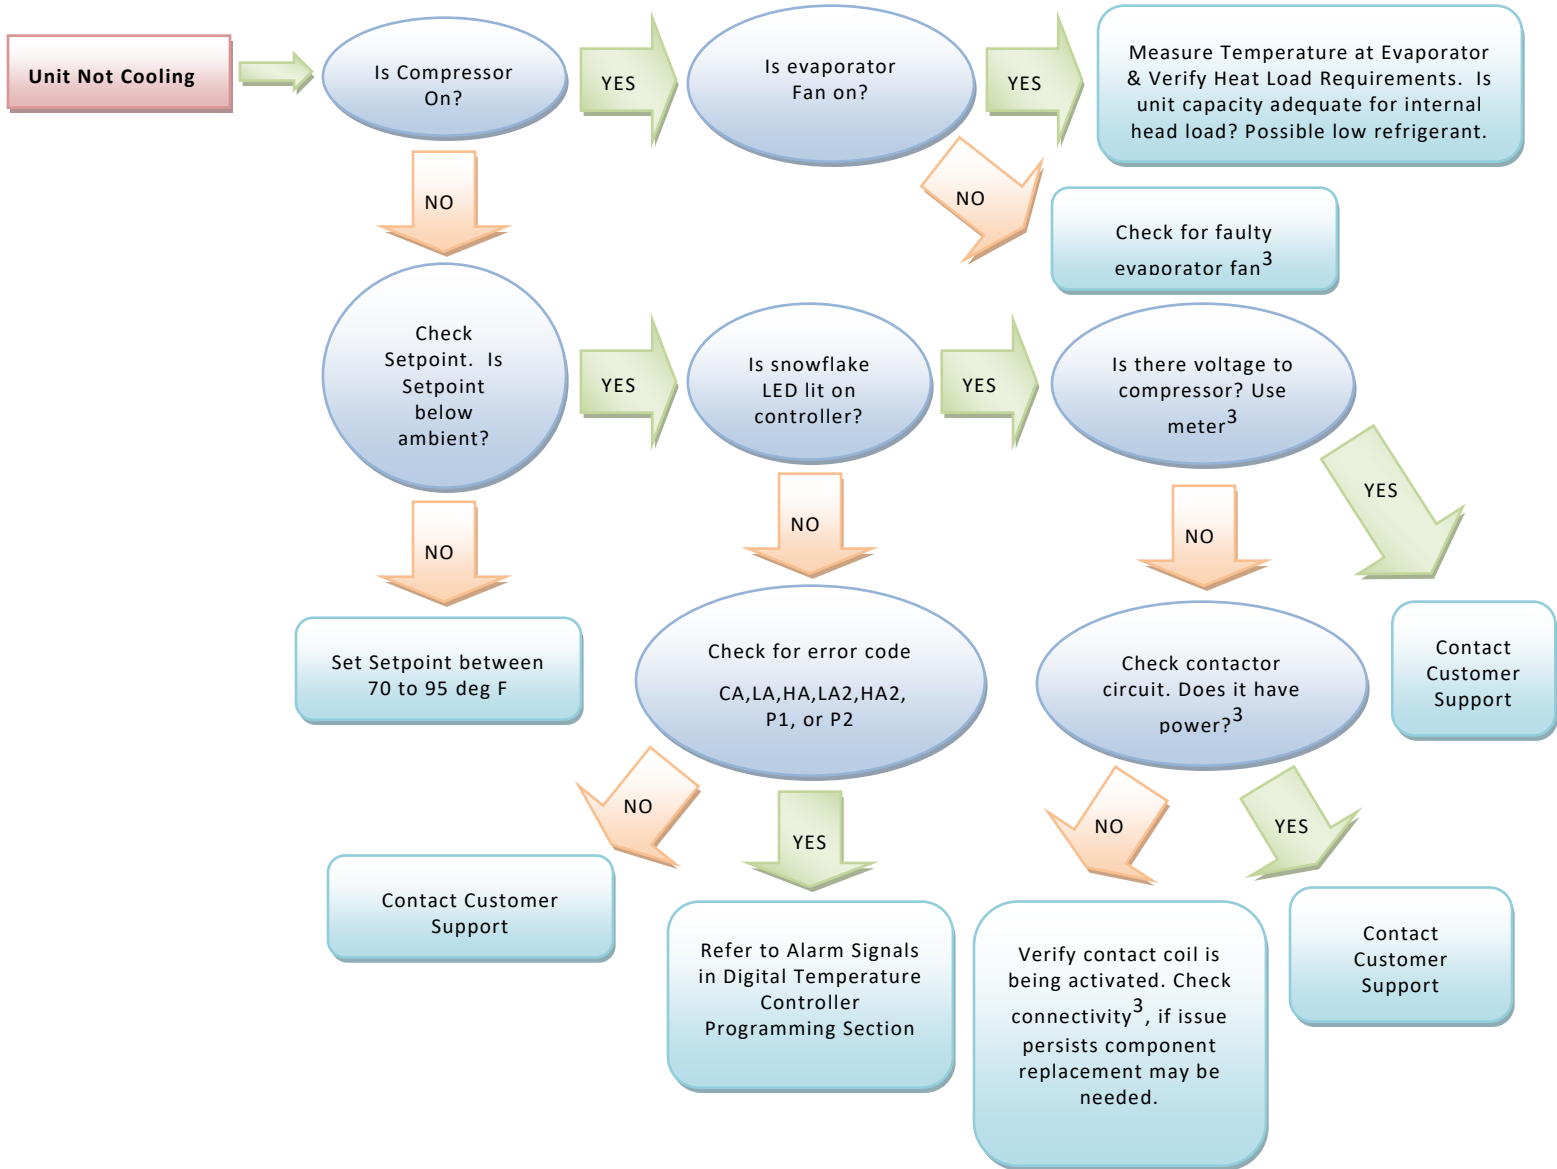 Unit Not Cooling
Is Compressor
On?
YES
Is evaporator
Fan on?
YES
Measure Temperature at Evaporator
& Verify Heat Load Requirements.  Is
unit capacity adequate for internal
head load? Possible low refrigerant.
NO
NO
Check for faulty
evaporator fan3
Check
Setpoint.  Is
Setpoint
below
ambient?
YES
Is snowflake
LED lit on
controller?
YES
Is there voltage to
compressor? Use
meter3
YES
NO
NO
NO
Set Setpoint between
70 to 95 deg F
Check for error code
CA,LA,HA,LA2,HA2,
P1, or P2
Check contactor
circuit. Does it have
power?3
Contact
Customer
Support
NO
YES
NO
YES
Contact Customer
Support
Refer to Alarm Signals
in Digital Temperature
Controller
Programming Section
Verify contact coil is
being activated. Check
connectivity3, if issue
persists component
replacement may be
needed.
Contact
Customer
Support